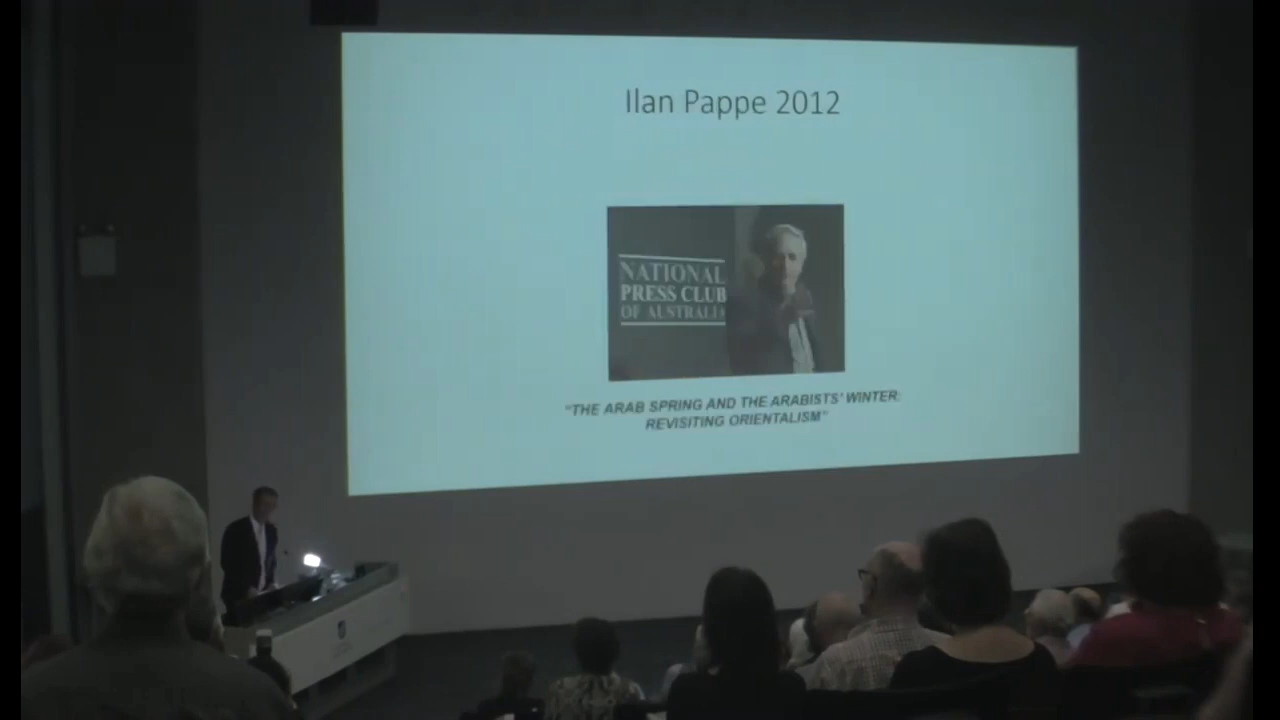 Ilan Pappe 2012
NATIONAL
PRESS CLUB
OF AUSTRALIA
"THE ARAB SPRING AND THE ARABISTS' WINTER:
REVISITING ORIENTALISM"